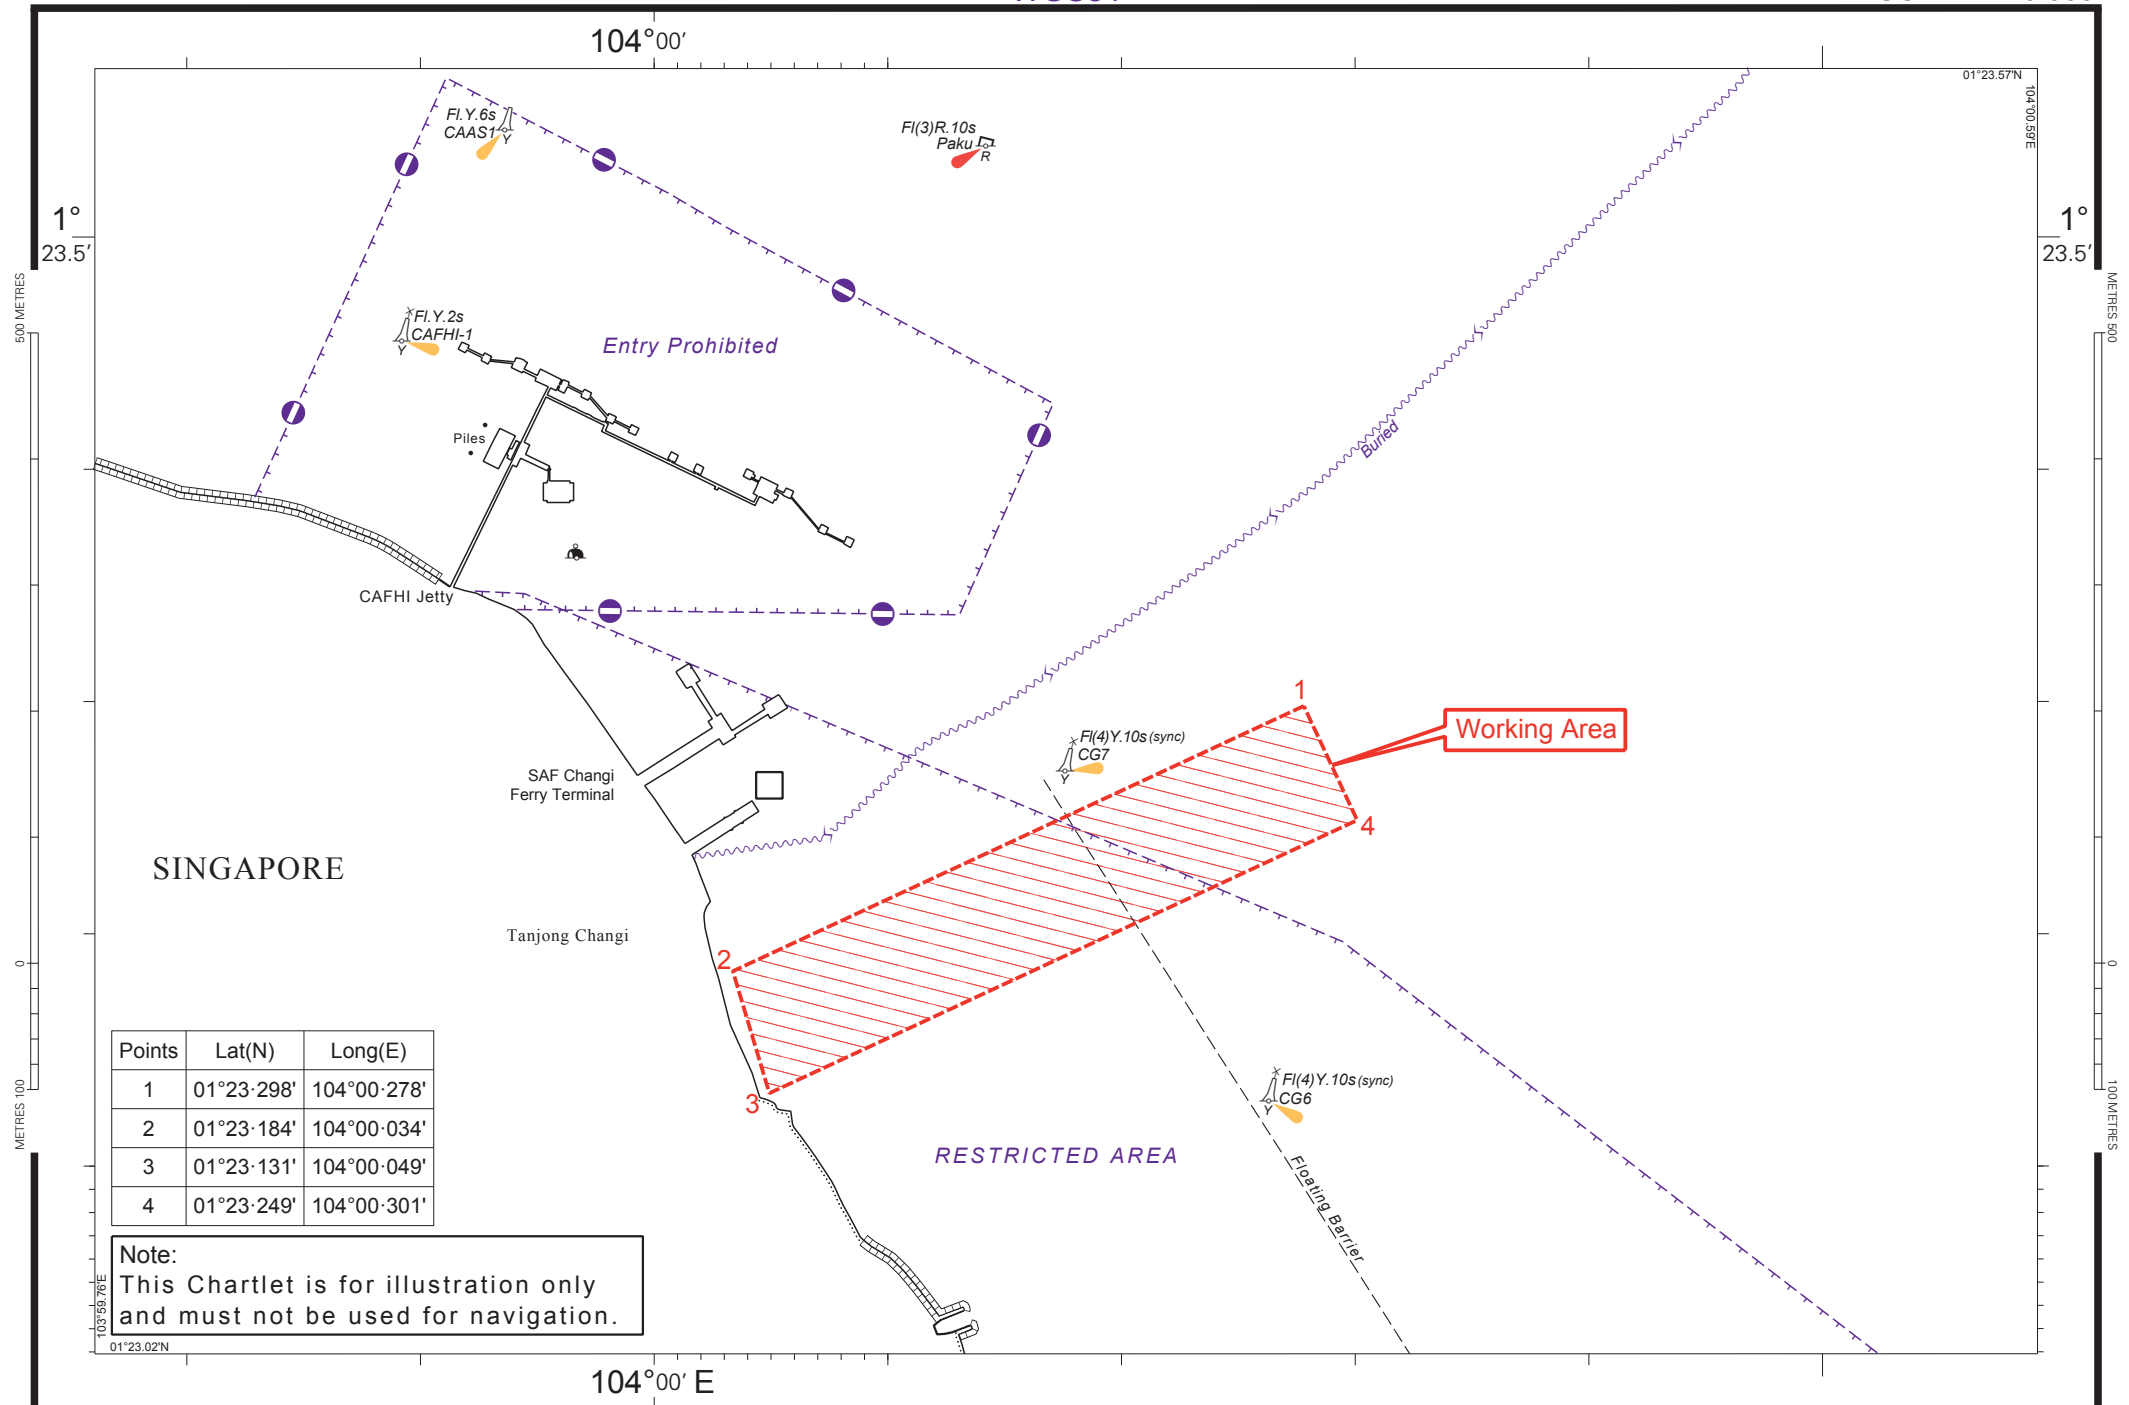 104°00'
01°23.57'N
104°00.59'E
Fl.Y.6s
CAAS1
Y
Fl(3)R.10s
Paku
R
1°
23.5'
1°
23.5'
500 METRES
METRES 500
Fl.Y.2s
CAFHI-1
Y
Entry Prohibited
Buried
Piles
CAFHI Jetty
1
Working Area
Fl(4)Y.10s(sync)
CG7
Y
SAF Changi
Ferry Terminal
4
SINGAPORE
Tanjong Changi
2
0
0
Points Lat(N) Long(E)
1 01°23·298' 104°00·278'
2 01°23·184' 104°00·034'
3 01°23·131' 104°00·049'
4 01°23·249' 104°00·301'
3
Fl(4)Y.10s(sync)
CG6
Y
METRES 100
100 METRES
RESTRICTED AREA
Floating Barrier
Note:
This Chartlet is for illustration only
and must not be used for navigation.
103°59.76'E
01°23.02'N
104°00' E